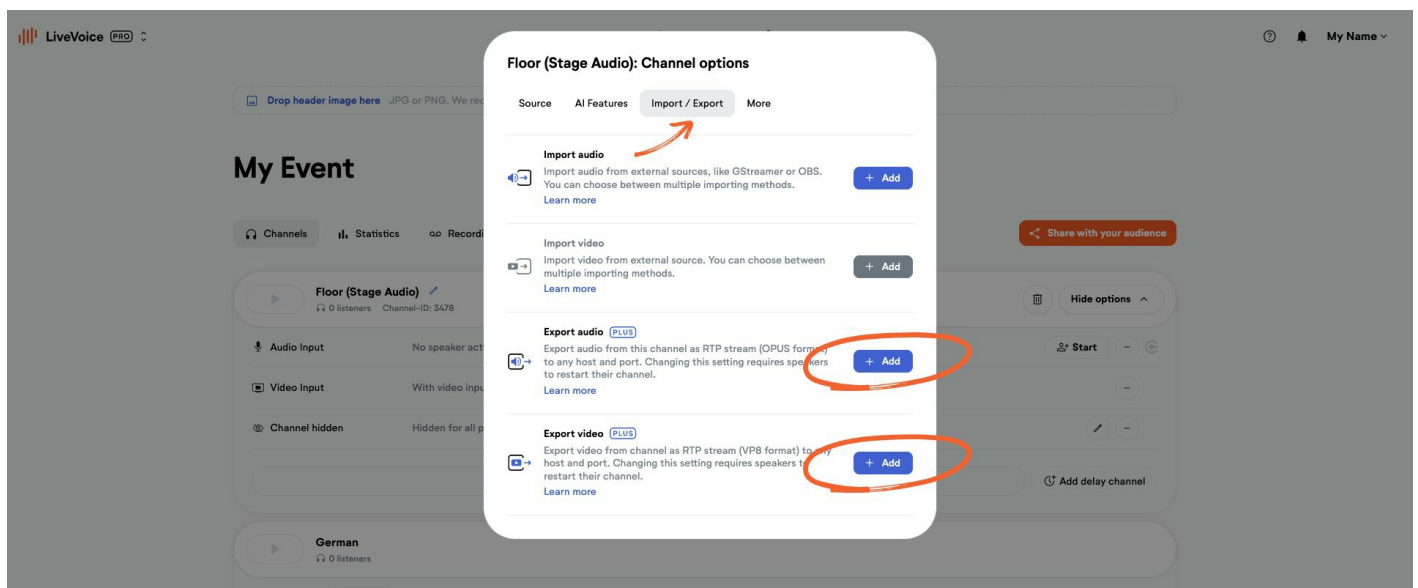 LiveVoice PRO
My Name
Floor (Stage Audio): Channel options
Source AI Features Import / Export More
Drop header image here JPG or PNG. We rec
My Event
Channels Statistics Recordi
Share with your audience
Import audio
Import audio from external sources, like GStreamer or OBS.
You can choose between multiple importing methods.
Learn more
+ Add
Import video
Import video from external source. You can choose between
multiple importing methods.
Learn more
+ Add
Export audio PLUS
Export audio from this channel as RTP stream (OPUS format)
to any host and port. Changing this setting requires speakers
to restart their channel.
Learn more
+ Add
Export video PLUS
Export video from channel as RTP stream (VP8 format) to any
host and port. Changing this setting requires speakers to
restart their channel.
Learn more
+ Add
Floor (Stage Audio)
0 listeners Channel-ID: 3478
Hide options
Audio Input No speaker act
Start
Video Input With video inpu
Channel hidden Hidden for all p
Add delay channel
German
0 listeners